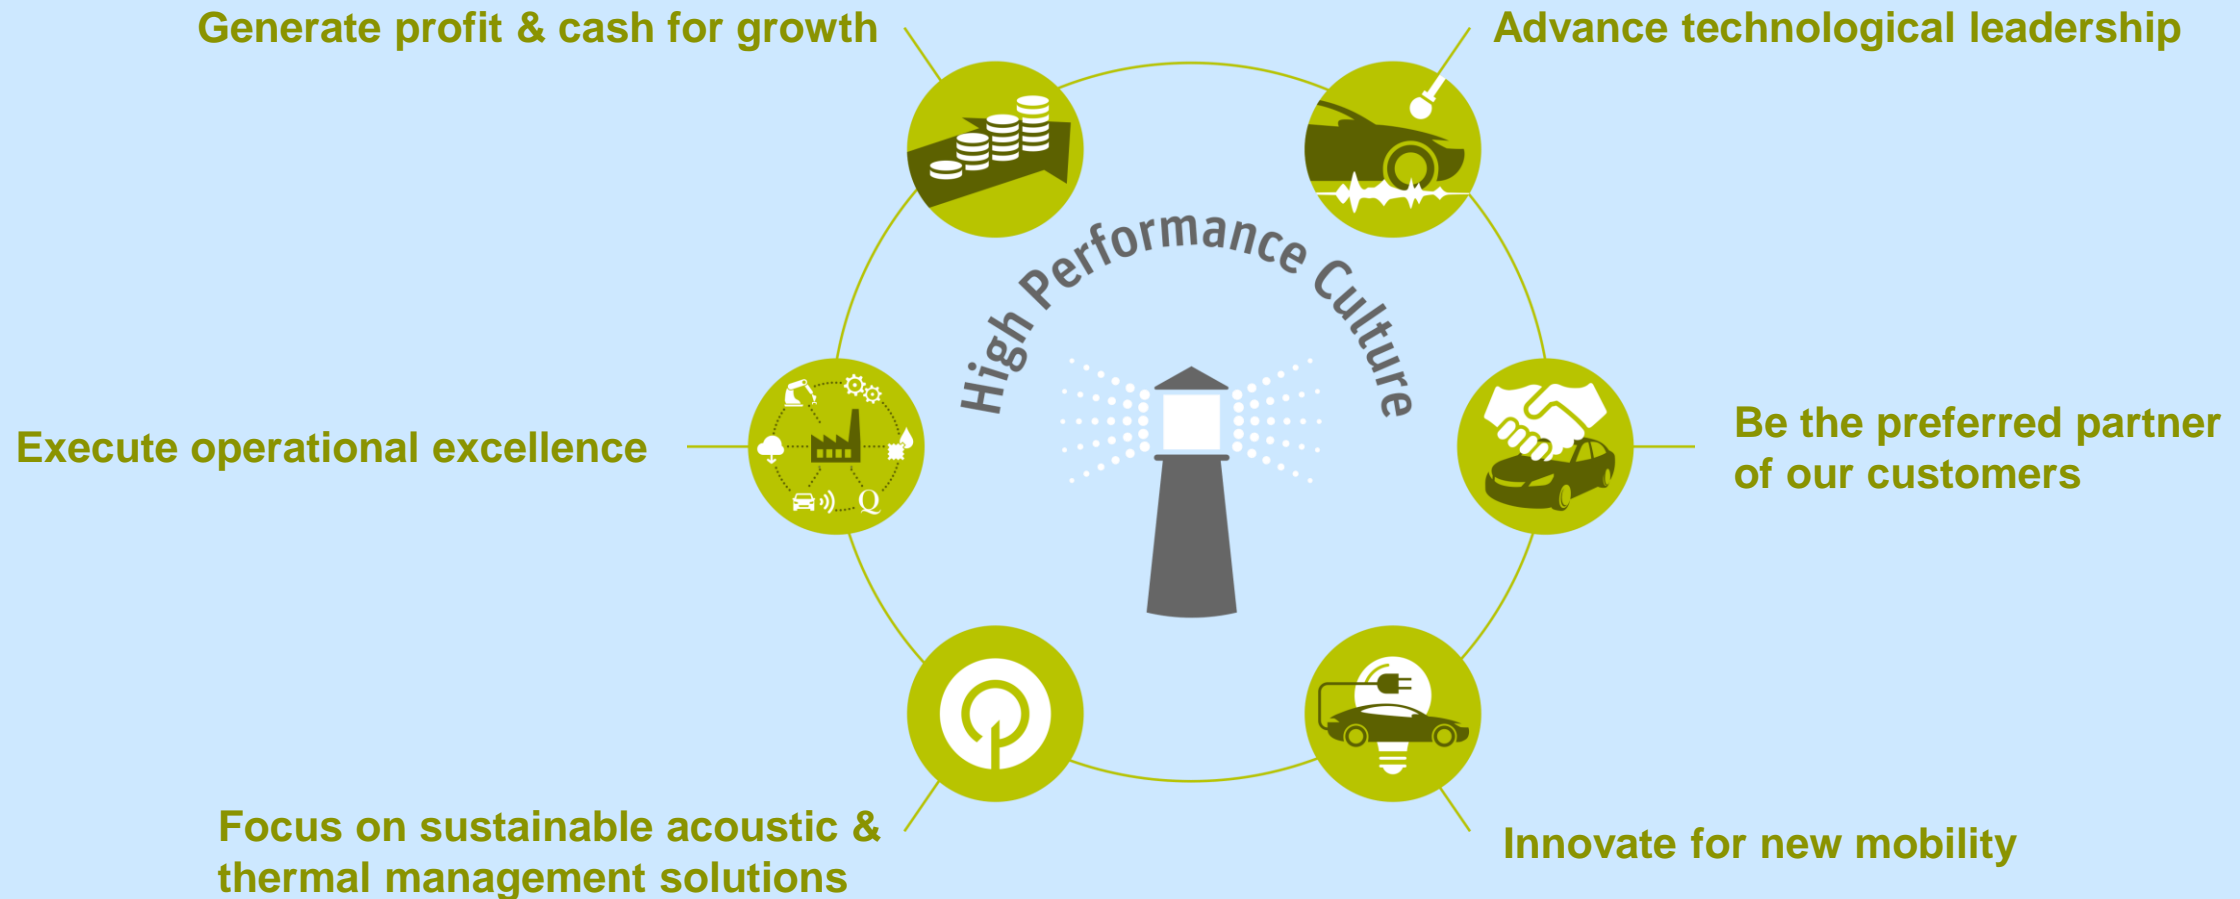 Generate profit & cash for growth
Advance technological leadership
High Performance Culture
Execute operational excellence
Be the preferred partner
of our customers
Q
Focus on sustainable acoustic &
thermal management solutions
Innovate for new mobility